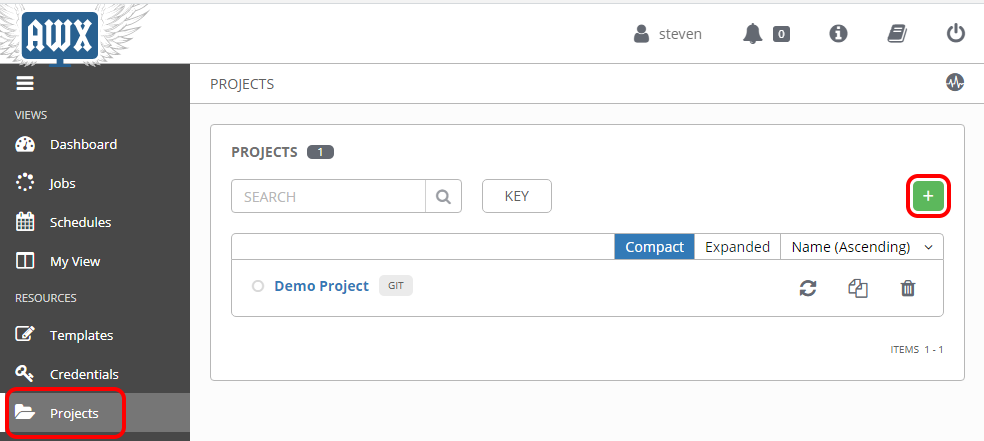 AWX
steven
0
PROJECTS
VIEWS
Dashboard
Jobs
Schedules
My View
RESOURCES
Templates
Credentials
Projects
PROJECTS 1
SEARCH
KEY
+
Compact Expanded Name (Ascending)
Demo Project GIT
ITEMS 1 - 1